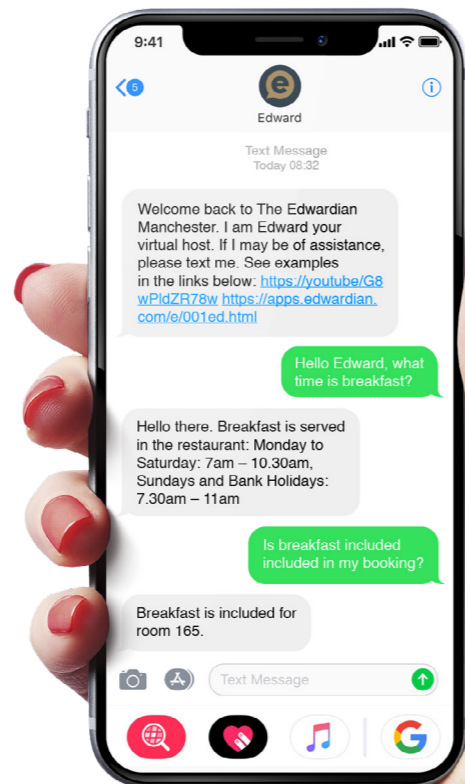 9:41
5
e
Edward
Text Message
Today 08:32
Welcome back to The Edwardian
Manchester. I am Edward your
virtual host. If I may be of assistance,
please text me. See examples
in the links below: https://youtube/G8
wPldZR78w https://apps.edwardian.
com/e/001ed.html
Hello Edward, what
time is breakfast?
Hello there. Breakfast is served
in the restaurant: Monday to
Saturday: 7am – 10.30am,
Sundays and Bank Holidays:
7.30am – 11am
Is breakfast included
included in my booking?
Breakfast is included for
room 165.
Text Message
G